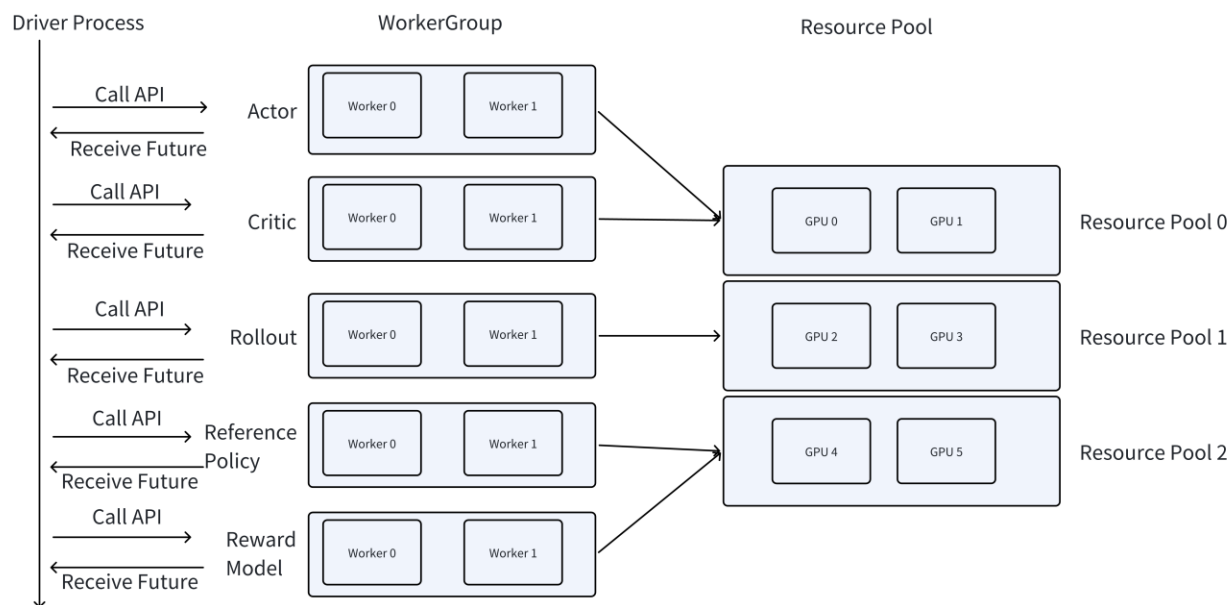 Driver Process
WorkerGroup
Resource Pool
Call API
Receive Future
Actor
Worker 0
Worker 1
Call API
Receive Future
Critic
Worker 0
Worker 1
GPU 0
GPU 1
Resource Pool 0
Call API
Receive Future
Rollout
Worker 0
Worker 1
GPU 2
GPU 3
Resource Pool 1
Call API
Receive Future
Reference
Policy
Worker 0
Worker 1
GPU 4
GPU 5
Resource Pool 2
Call API
Receive Future
Reward
Model
Worker 0
Worker 1